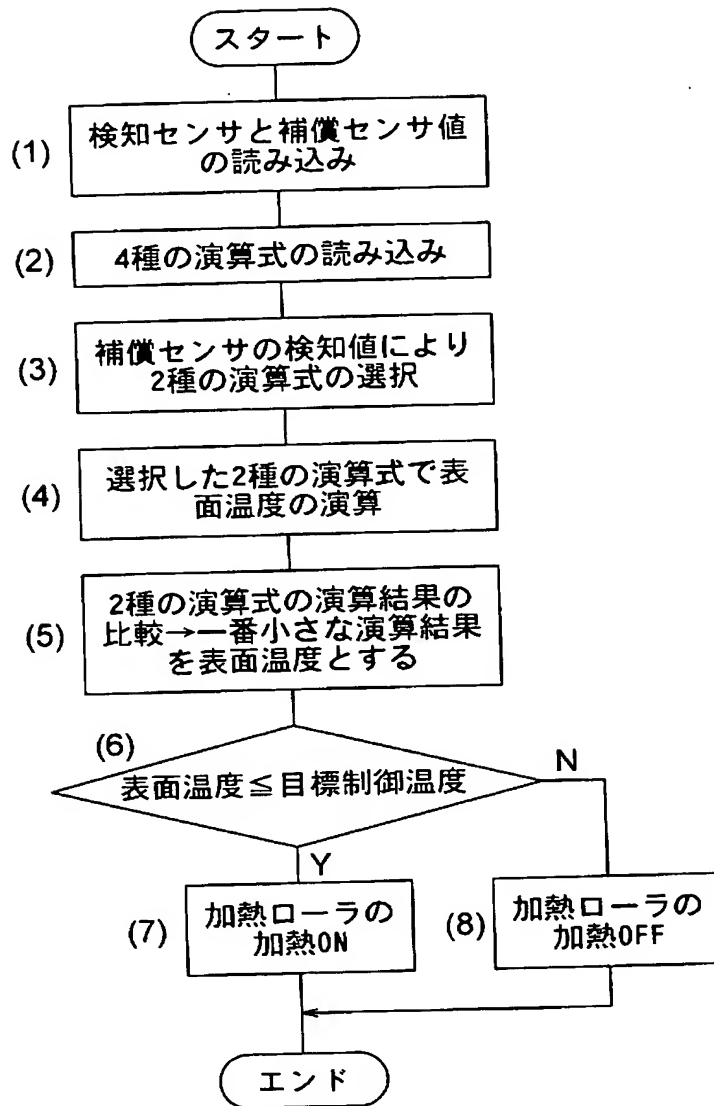 スタート
(1)
検知センサと補償センサ値
の読み込み
(2)
4種の演算式の読み込み
(3)
補償センサの検知値により
2種の演算式の選択
(4)
選択した2種の演算式で表
面温度の演算
(5)
2種の演算式の演算結果の
比較→一番小さな演算結果
を表面温度とする
(6)
表面温度≦目標制御温度
N
Y
(7)
加熱ローラの
加熱ON
(8)
加熱ローラの
加熱OFF
エンド